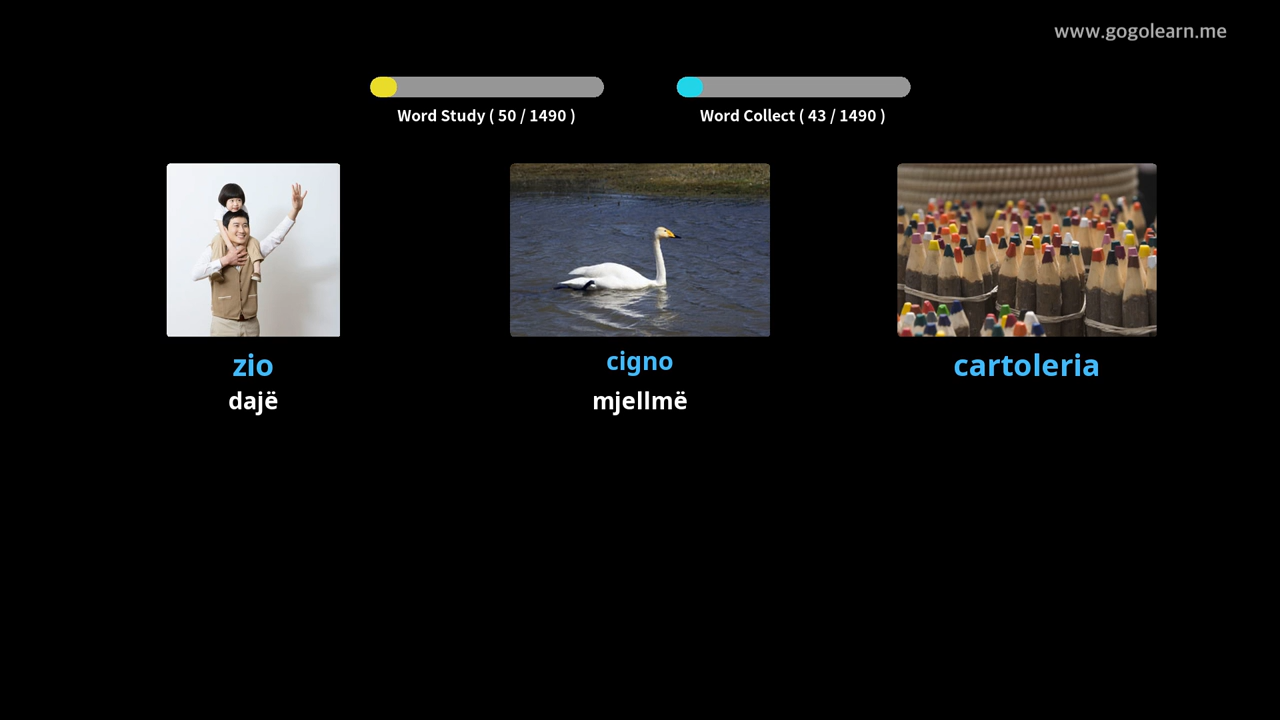 www.gogolearn.me
Word Study ( 50 / 1490 )
Word Collect ( 43 / 1490 )
zio
dajë
cigno
mjellmë
cartoleria